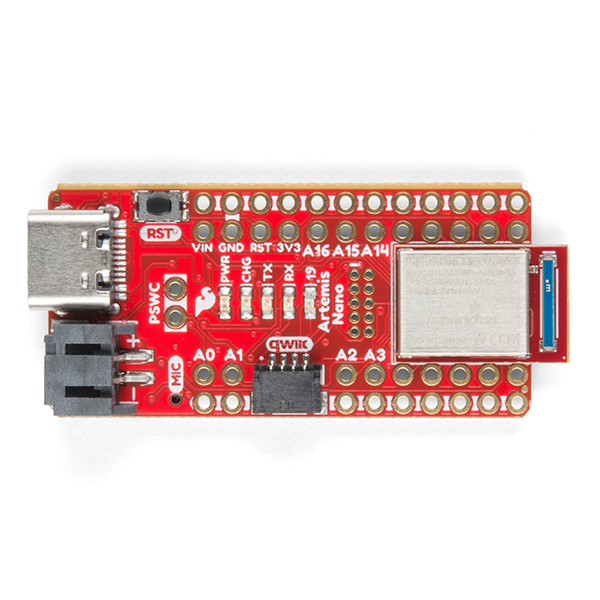 RST
VIN GND RST 3V3 A16 A15 A14
PSWC
PWR
CHG
TX
RX
19
Artemis
Nano
+
-
MIC
A0 A1
qwiic
A2 A3